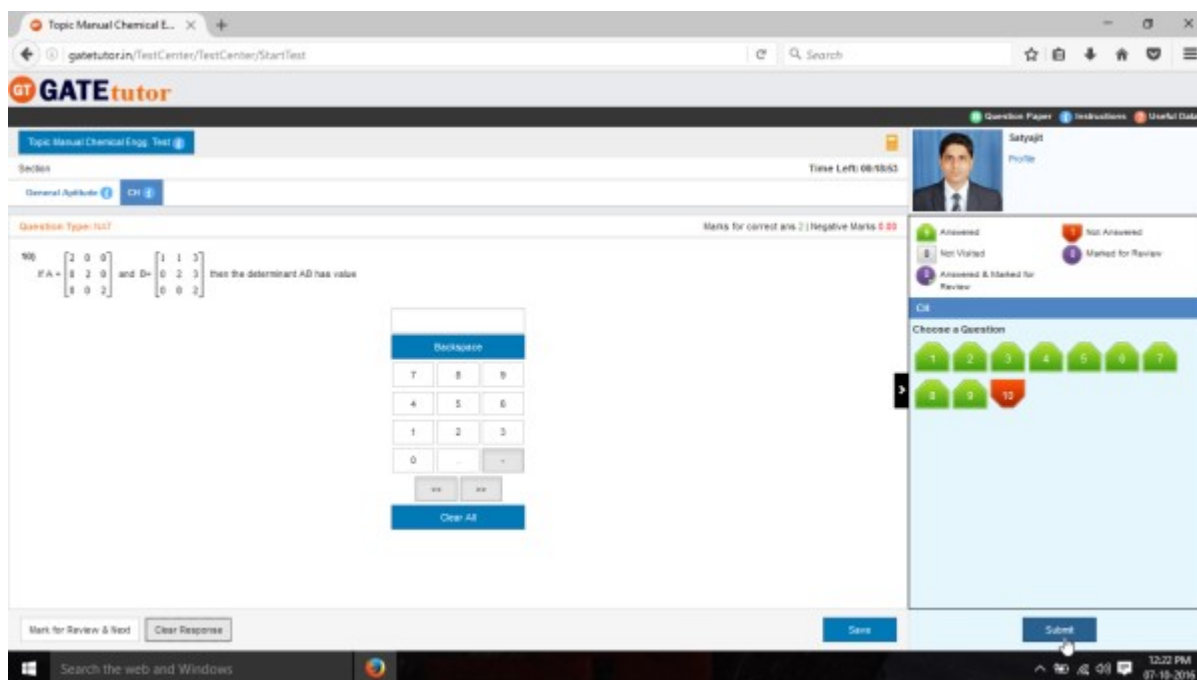 Topic Manual Chemical E...
gatetutor.in/TestCenter/TestCenter/StartTest
Search
GT GATEtutor
Question Paper Instructions Useful Data
Topic Manual Chemical Engg. Test
Satyajit
Profile
Section
Time Left: 00:18:53
General Aptitude CH
Question Type: NAT
Marks for correct ans 2 | Negative Marks 0.00
Answered
Not Answered
Not Visited
Marked for Review
Answered & Marked for Review
10)
If A = and B= then the determinant AB has value
2 0 0 1 1 3
2 0 0 2 3
0 2 0 0 2
CH
Choose a Question
1 2 3 4 5 6 7
8 9 10
Backspace
7 8 9
4 5 6
1 2 3
0
<< >>
Clear All
Mark for Review & Next
Clear Response
Save
Submit
Search the web and Windows
12:22 PM
07-10-2016